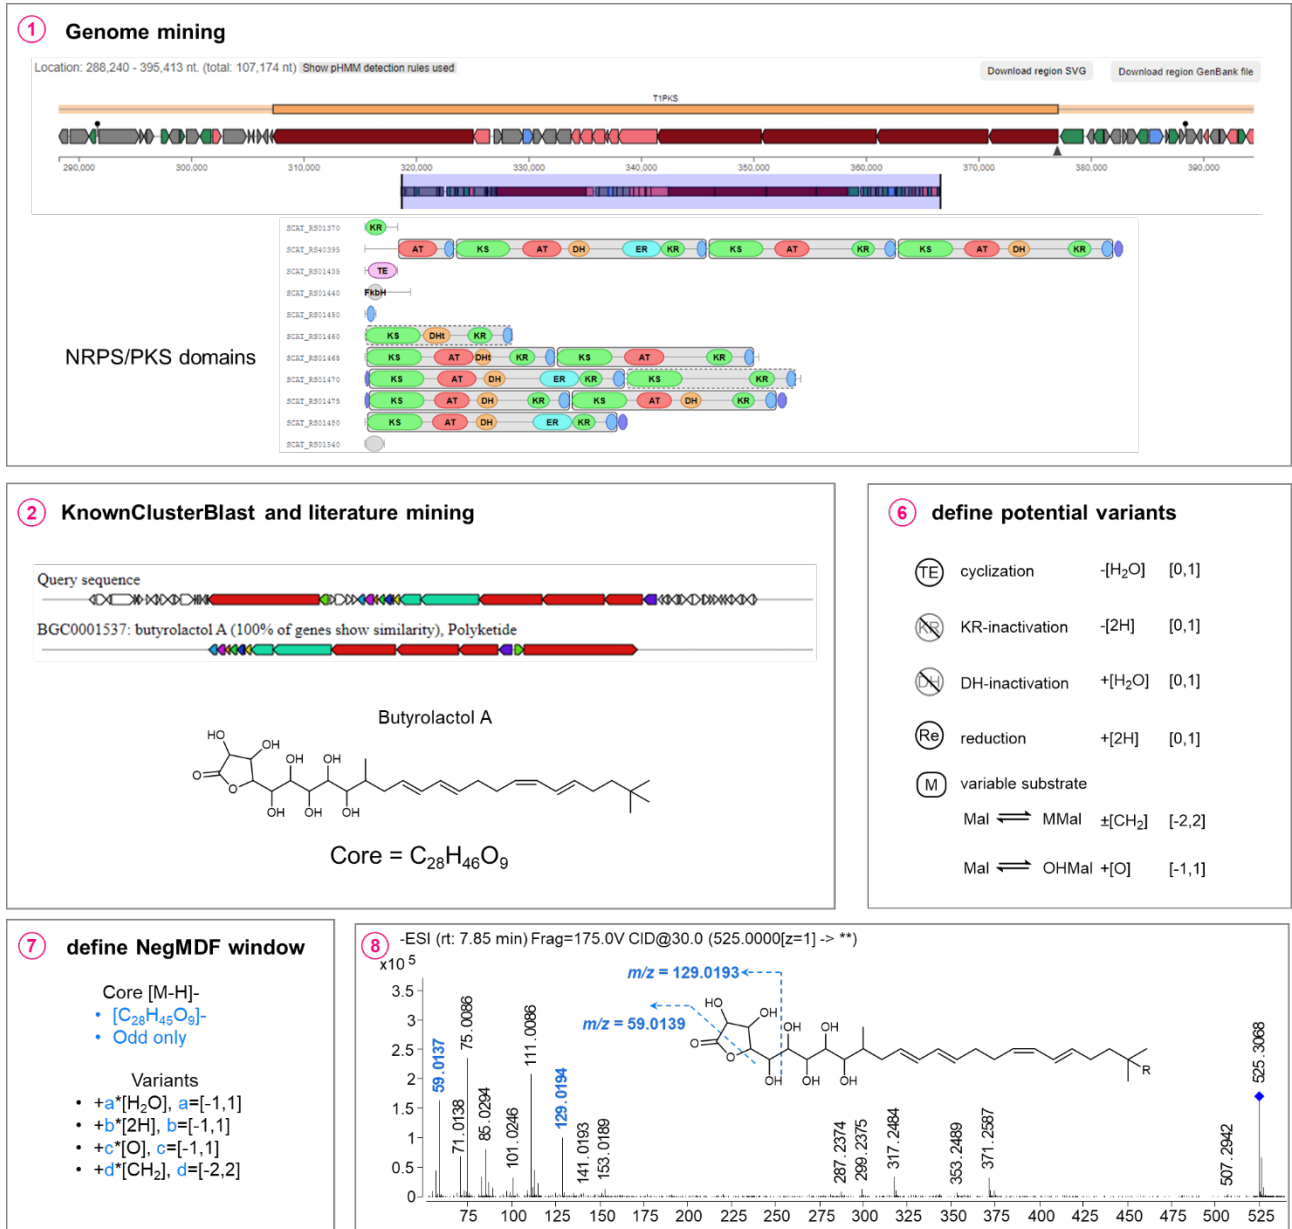 1 Genome mining
Location: 288,240 - 395,413 nt. (total: 107,174 nt) Show pHMM detection rules used
Download region SVG
Download region GenBank file
T1PKS
290,000 300,000 310,000 320,000 330,000 340,000 350,000 360,000 370,000 380,000 390,000
SCAT_RS01370 KR
SCAT_RS40395 AT KS AT DH ER KR KS AT KR KS AT DH KR
SCAT_RS01435 TE
SCAT_RS01440 FkbH
SCAT_RS01450
SCAT_RS01460 KS DHt KR
NRPS/PKS domains
SCAT_RS01465 KS AT DHt KR KS AT KR
SCAT_RS01470 KS AT DH ER KR KS KR
SCAT_RS01475 KS AT DH KR KS AT DH KR
SCAT_RS01480 KS AT DH ER KR
SCAT_RS01540
2 KnownClusterBlast and literature mining
Query sequence
BGC0001537: butyrolactol A (100% of genes show similarity), Polyketide
Butyrolactol A
HO OH OH OH O O OH OH OH
Core = C28H46O9
6 define potential variants
TE cyclization -[H2O] [0,1]
KR KR-inactivation -[2H] [0,1]
DH DH-inactivation +[H2O] [0,1]
Re reduction +[2H] [0,1]
M variable substrate
Mal ⇌ MMal ±[CH2] [-2,2]
Mal ⇌ OHMal +[O] [-1,1]
7 define NegMDF window
Core [M-H]-
• [C28H45O9]-
• Odd only
Variants
• +a*[H2O], a=[-1,1]
• +b*[2H], b=[-1,1]
• +c*[O], c=[-1,1]
• +d*[CH2], d=[-2,2]
8 -ESI (rt: 7.85 min) Frag=175.0V CID@30.0 (525.0000[z=1] -> **)
x10 5
m/z = 129.0193
m/z = 59.0139
HO OH OH OH O O OH OH OH R
3.5
3
2.5
2
1.5
1
0.5
0
59.0137
71.0138
75.0086
85.0294
101.0246
111.0086
129.0194
141.0193
153.0189
287.2374
299.2375
317.2484
353.2489
371.2587
507.2942
525.3068
75 100 125 150 175 200 225 250 275 300 325 350 375 400 425 450 475 500 525